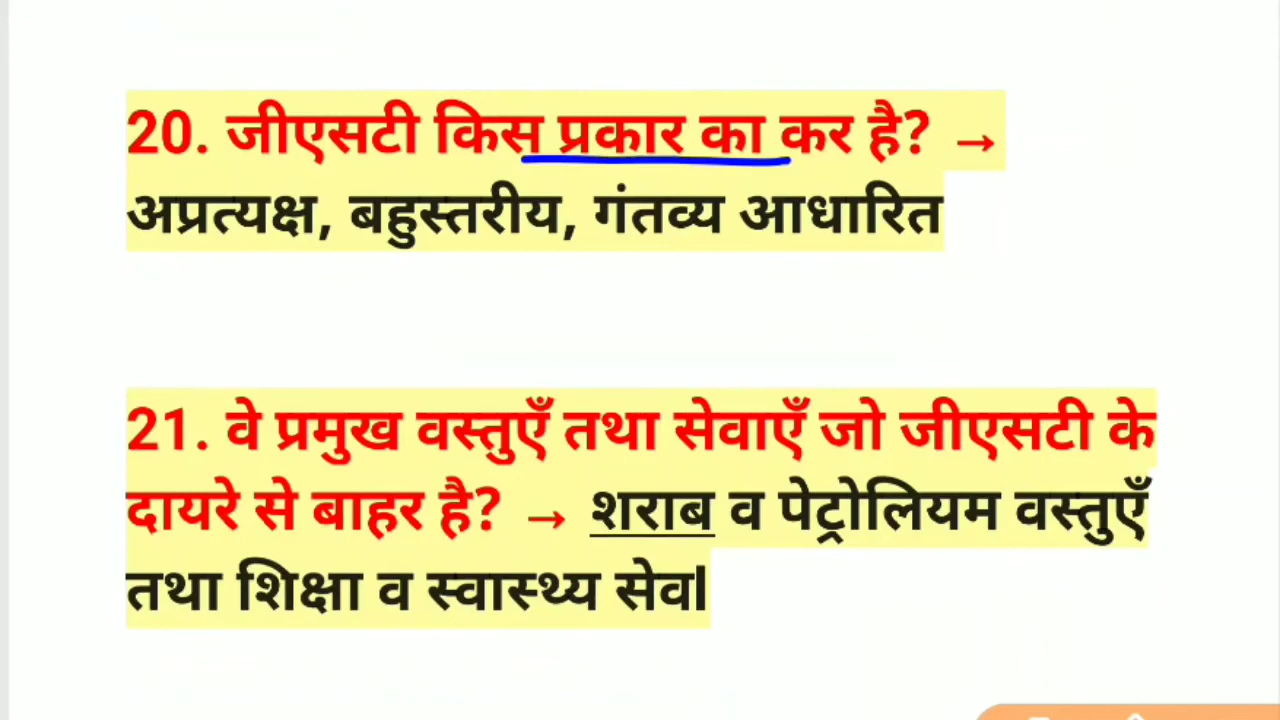 20. जीएसटी किस प्रकार का कर है? →
अप्रत्यक्ष, बहुस्तरीय, गंतव्य आधारित
21. वे प्रमुख वस्तुएँ तथा सेवाएँ जो जीएसटी के
दायरे से बाहर है? → शराब व पेट्रोलियम वस्तुएँ
तथा शिक्षा व स्वास्थ्य सेवl